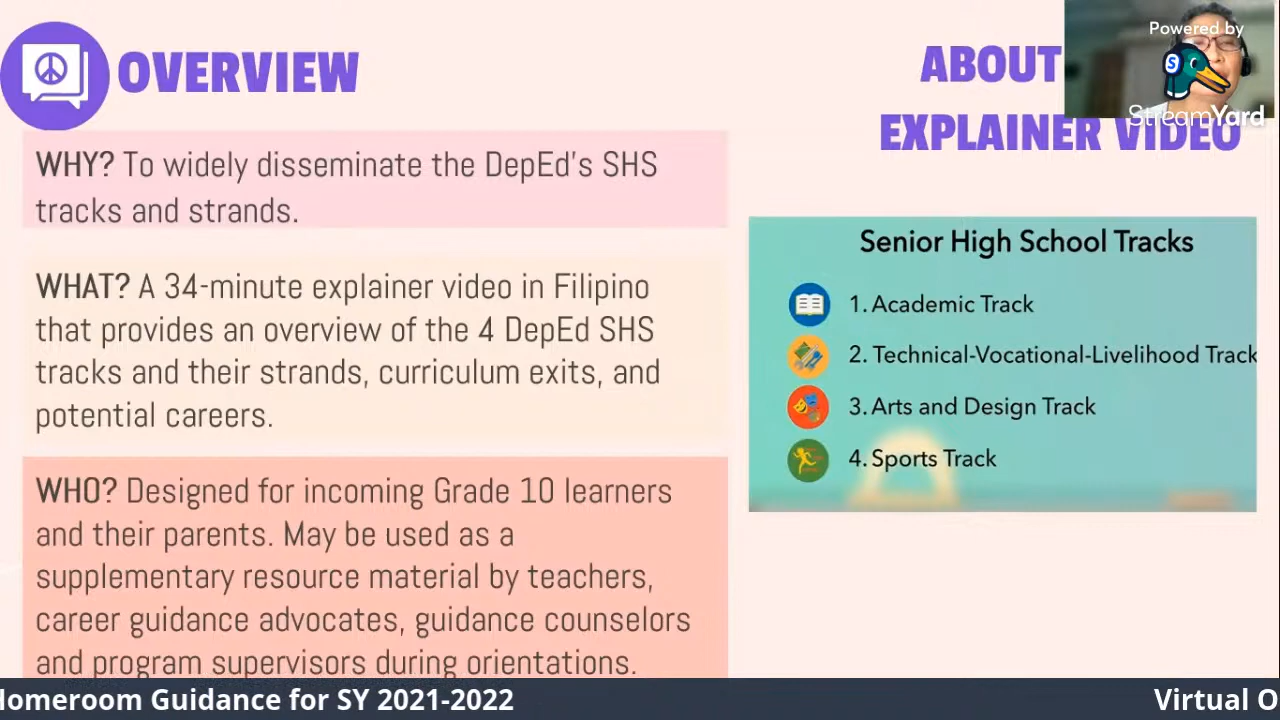 OVERVIEW
WHY? To widely disseminate the DepEd's SHS
tracks and strands.
WHAT? A 34-minute explainer video in Filipino
that provides an overview of the 4 DepEd SHS
tracks and their strands, curriculum exits, and
potential careers.
WHO? Designed for incoming Grade 10 learners
and their parents. May be used as a
supplementary resource material by teachers,
career guidance advocates, guidance counselors
and program supervisors during orientations.
ABOUT
EXPLAINER VIDEO
Powered by
S
StreamYard
Senior High School Tracks
1. Academic Track
2. Technical-Vocational-Livelihood Track
3. Arts and Design Track
4. Sports Track
Homeroom Guidance for SY 2021-2022
Virtual O